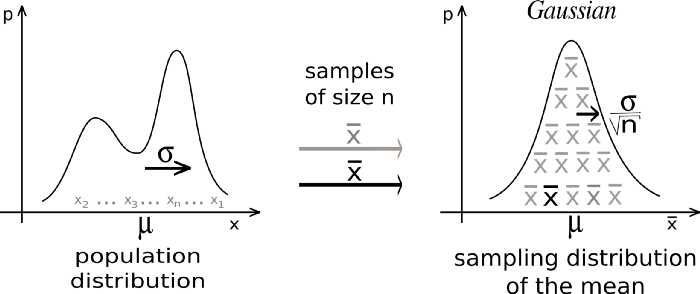 p
σ
x₂ ... x₃... xₙ... x₁
μ
x
population
distribution
samples
of size n
x̄
x̄
Gaussian
p
x̄
x̄ x̄
σ/√n
x̄ x̄ x̄
x̄ x̄ x̄ x̄
x̄ x̄ x̄ x̄ x̄
μ
x̄
sampling distribution
of the mean